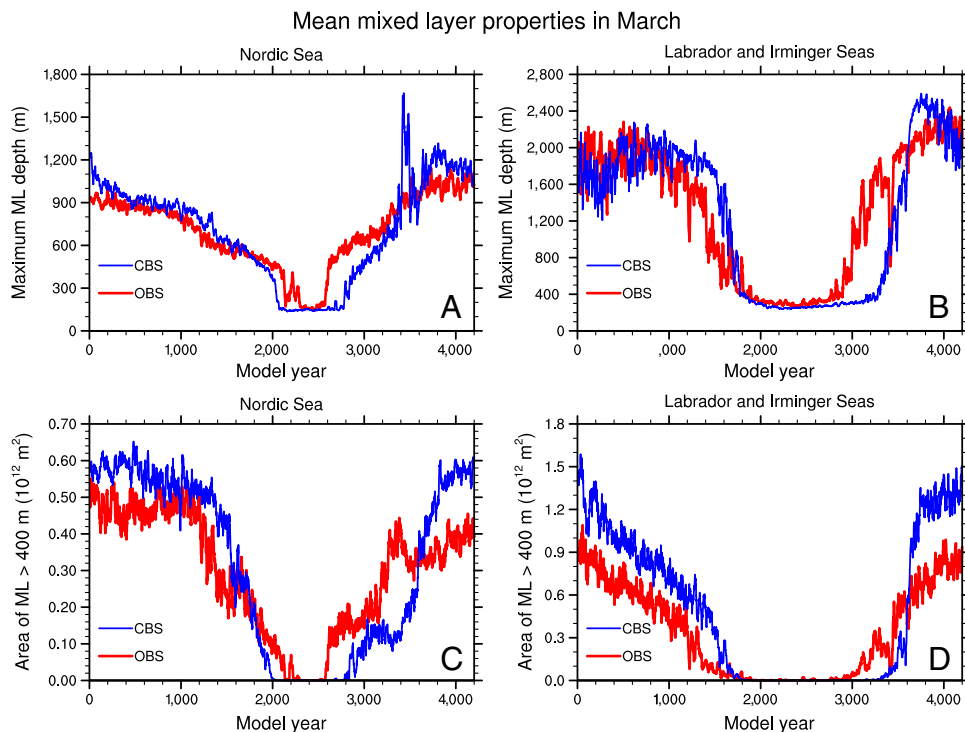 Mean mixed layer properties in March
Nordic Sea
Maximum ML depth (m)
1,800
1,500
1,200
900
600
300
0
CBS
OBS
A
0 1,000 2,000 3,000 4,000
Model year
Labrador and Irminger Seas
Maximum ML depth (m)
2,800
2,400
2,000
1,600
1,200
800
400
0
CBS
OBS
B
0 ,000 2,000 3,000 4,000
Model year
Nordic Sea
Area of ML > 400 m (10¹² m²)
0.70
0.60
0.50
0.40
0.30
0.20
0.10
0.00
CBS
OBS
C
0 1,000 2,000 3,000 4,000
Model year
Labrador and Irminger Seas
Area of ML > 400 m (10¹² m²)
1.8
1.5
1.2
0.9
0.6
0.3
0.0
CBS
OBS
D
0 1,000 2,000 3,000 4,000
Model year